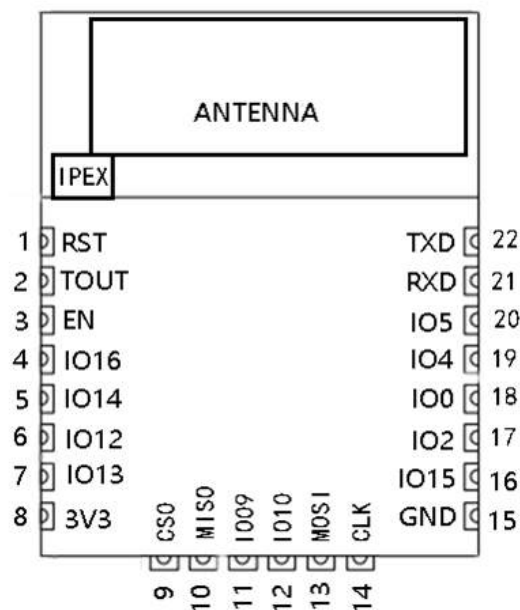 ANTENNA
IPEX
1 RST TXD 22
2 TOUT RXD 21
3 EN IO5 20
4 IO16 IO4 19
5 IO14 IO0 18
6 IO12 IO2 17
7 IO13 IO15 16
8 3V3 GND 15
CS0 MISO IO09 IO10 MOSI CLK
9 10 11 12 13 14